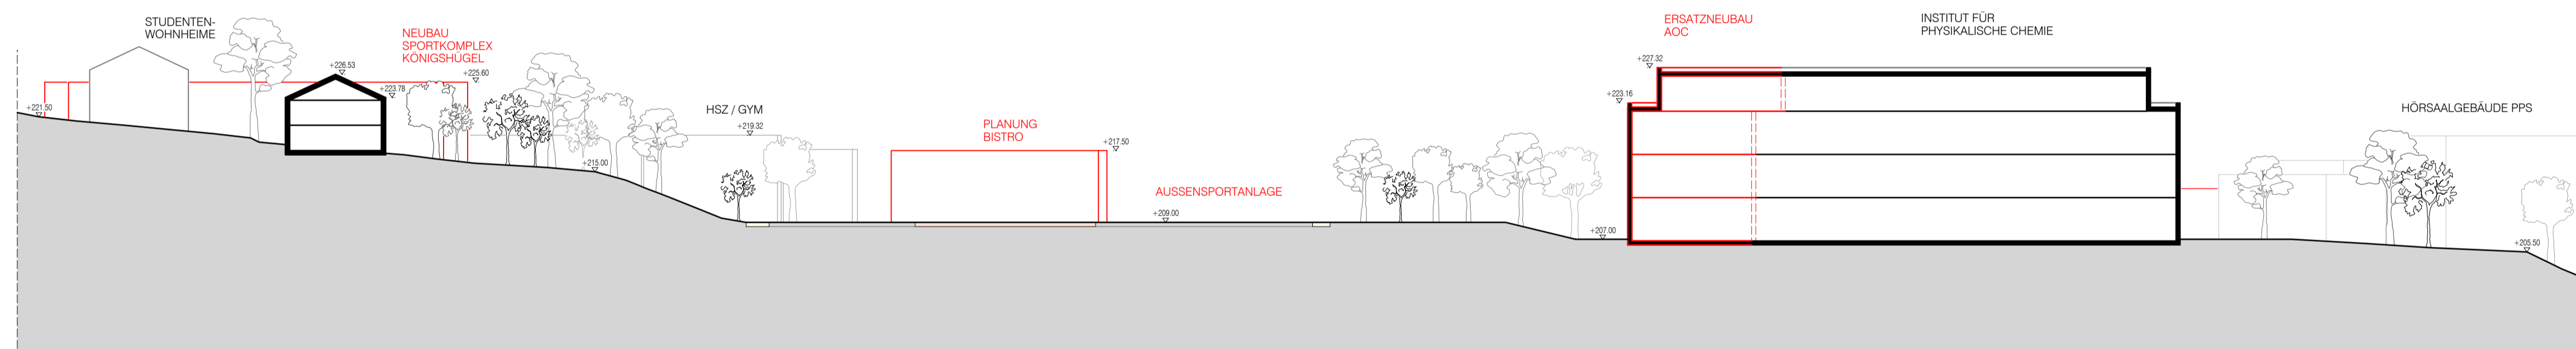 STUDENTEN-
WOHNHEIME
NEUBAU
SPORTKOMPLEX
KÖNIGSHÜGEL
+221.50
+226.53
+223.78
+225.60
+215.00
HSZ / GYM
+219.32
PLANUNG
BISTRO
+217.50
AUSSENSPORTANLAGE
+209.00
+207.00
+223.16
+227.32
ERSATZNEUBAU
AOC
INSTITUT FÜR
PHYSIKALISCHE CHEMIE
HÖRSAALGEBÄUDE PPS
+205.50